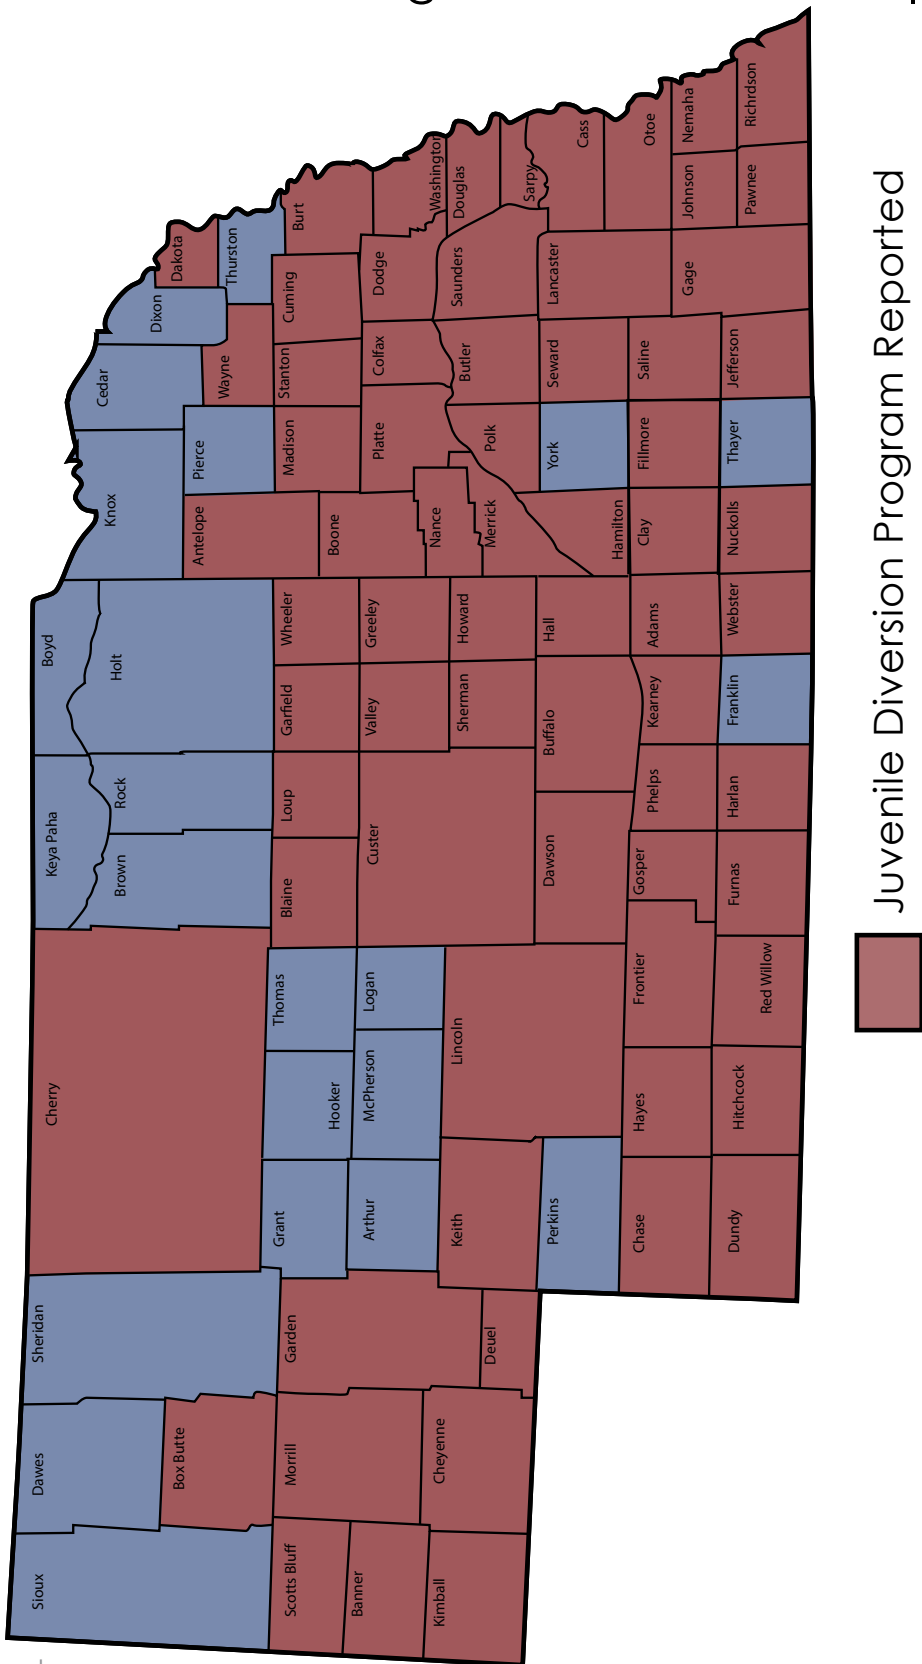 Sioux
Dawes
Sheridan
Box Butte
Scotts Bluff
Banner
Kimball
Morrill
Cheyenne
Garden
Deuel
Cherry
Grant
Hooker
Thomas
Arthur
McPherson
Logan
Keith
Lincoln
Perkins
Chase
Hayes
Frontier
Dundy
Hitchcock
Red Willow
Keya Paha
Boyd
Brown
Rock
Holt
Blaine
Loup
Garfield
Wheeler
Custer
Valley
Greeley
Sherman
Howard
Dawson
Buffalo
Hall
Gosper
Phelps
Kearney
Adams
Furnas
Harlan
Franklin
Webster
Knox
Cedar
Dixon
Dakota
Antelope
Pierce
Wayne
Thurston
Boone
Madison
Stanton
Cuming
Burt
Nance
Platte
Colfax
Dodge
Washington
Merrick
Polk
Butler
Saunders
Douglas
Sarpy
Hamilton
York
Seward
Lancaster
Cass
Otoe
Clay
Fillmore
Saline
Gage
Johnson
Nemaha
Nuckolls
Thayer
Jefferson
Pawnee
Richrdson
Juvenile Diversion Program Reported